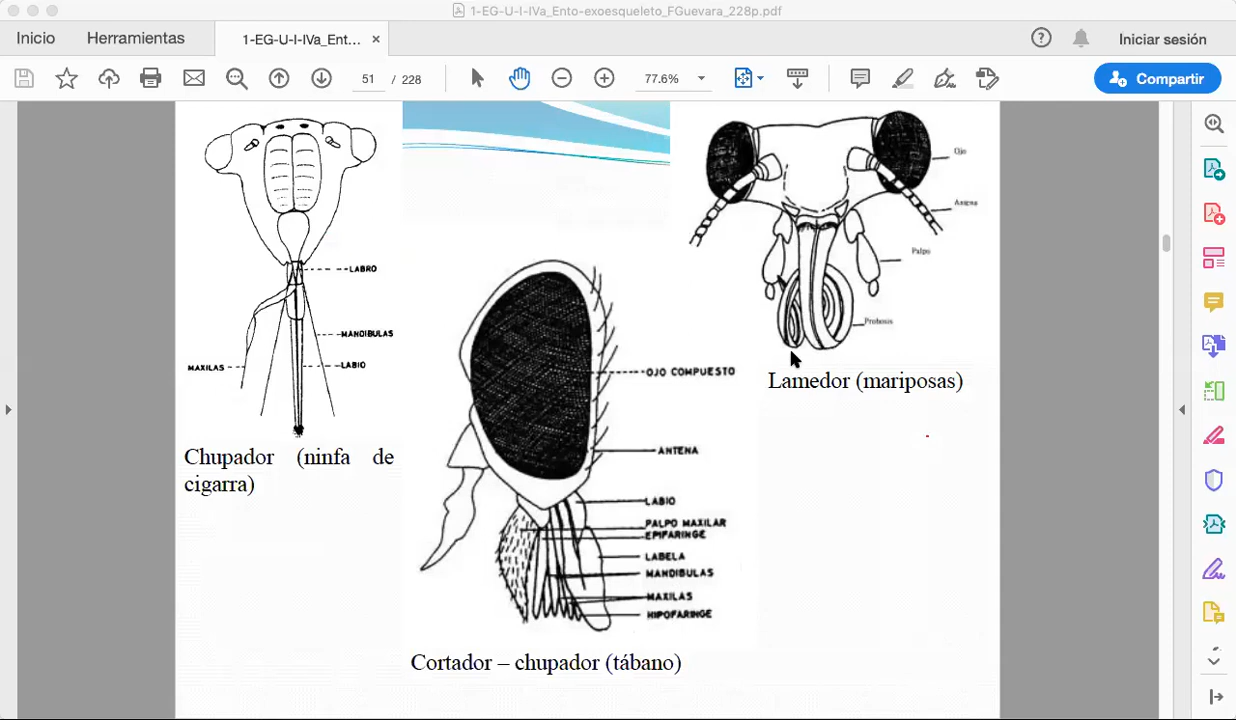 1-EG-U-I-IVa_Ento-exoesqueleto_FGuevara_228p.pdf
Inicio
Herramientas
1-EG-U-I-IVa_Ent...
Iniciar sesión
51 / 228
77.6%
Compartir
LABRO
MANDIBULAS
MAXILAS
LABIO
Chupador (ninfa de
cigarra)
OJO COMPUESTO
ANTENA
LABIO
PALPO MAXILAR
EPIFARINGE
LABELA
MANDIBULAS
MAXILAS
HIPOFARINGE
Cortador – chupador (tábano)
Ojo
Antena
Palpo
Probosis
Lamedor (mariposas)